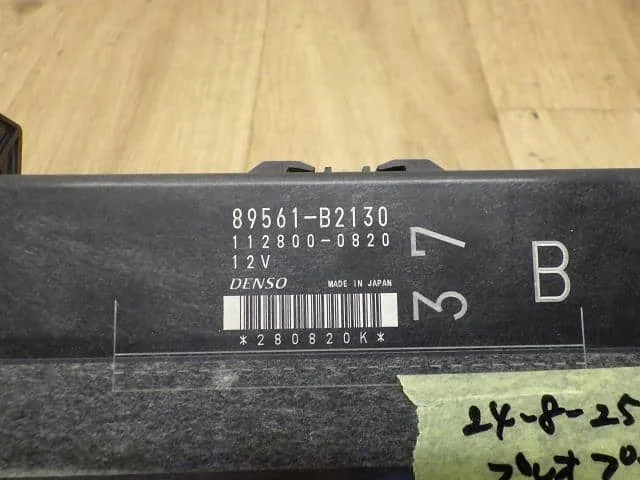 89561-B2130
112800-0820
12V
DENSO MADE IN JAPAN
*280820K*
37
B
24-8-25